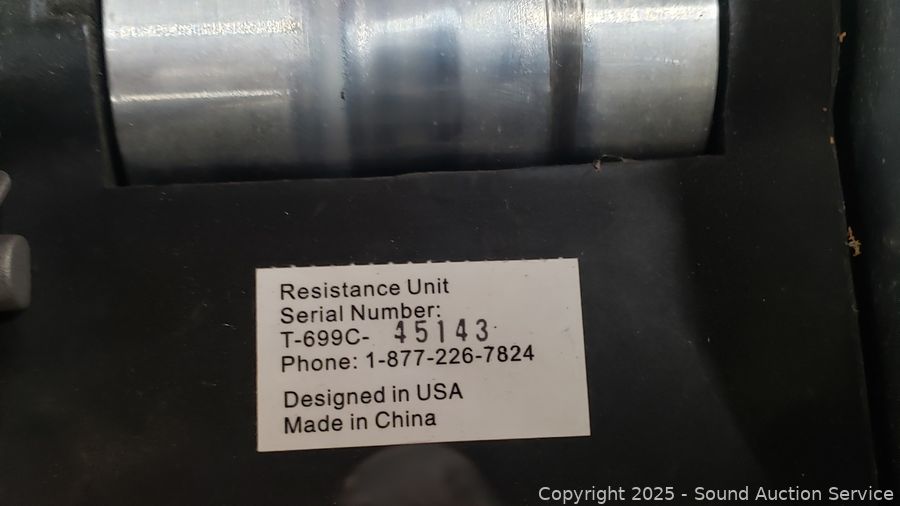 Resistance Unit
Serial Number:
T-699C- 45143
Phone: 1-877-226-7824
Designed in USA
Made in China
Copyright 2025 - Sound Auction Service